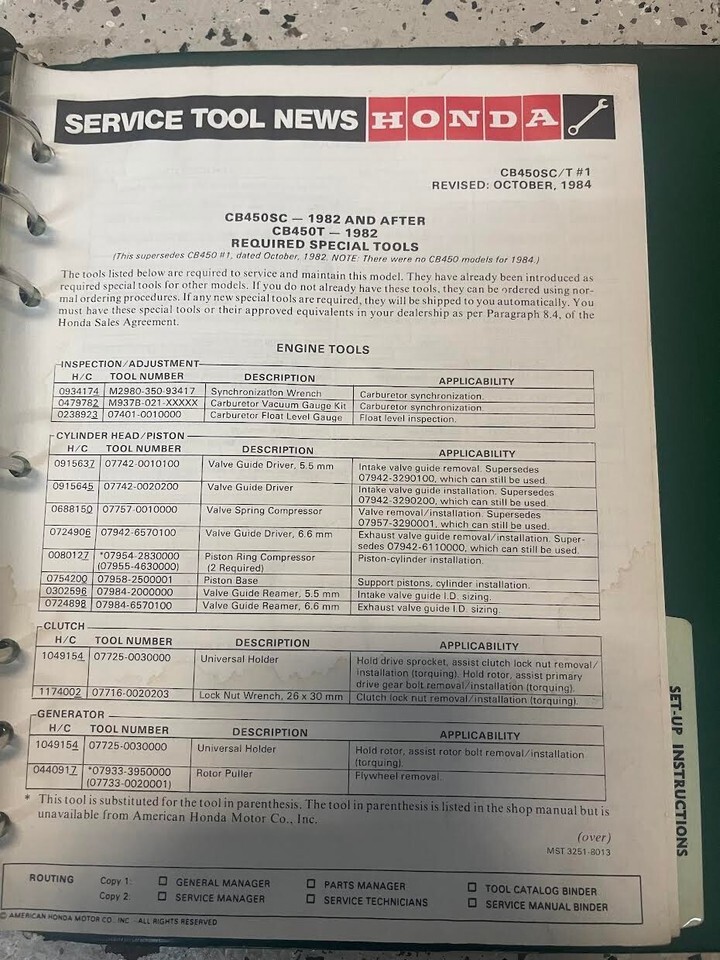 SERVICE TOOL NEWS HONDA
CB450SC/T #1
REVISED: OCTOBER, 1984
CB450SC — 1982 AND AFTER
CB450T — 1982
REQUIRED SPECIAL TOOLS
(This supersedes CB450 #1, dated October, 1982. NOTE: There were no CB450 models for 1984.)
The tools listed below are required to service and maintain this model. They have already been introduced as
required special tools for other models. If you do not already have these tools, they can be ordered using nor-
mal ordering procedures. If any new special tools are required, they will be shipped to you automatically. You
must have these special tools or their approved equivalents in your dealership as per Paragraph 8.4, of the
Honda Sales Agreement.
ENGINE TOOLS
INSPECTION/ADJUSTMENT
H/C TOOL NUMBER DESCRIPTION APPLICABILITY
0934174 M2980-350-93417 Synchronization Wrench Carburetor synchronization.
0479782 M937B-021-XXXXX Carburetor Vacuum Gauge Kit Carburetor synchronization.
0238923 07401-0010000 Carburetor Float Level Gauge Float level inspection.
CYLINDER HEAD/PISTON
H/C TOOL NUMBER DESCRIPTION APPLICABILITY
0915637 07742-0010100 Valve Guide Driver, 5.5 mm Intake valve guide removal. Supersedes
07942-3290100, which can still be used.
0915645 07742-0020200 Valve Guide Driver Intake valve guide installation. Supersedes
07942-3290200, which can still be used.
0688150 07757-0010000 Valve Spring Compressor Valve removal/installation. Supersedes
07957-3290001, which can still be used.
0724906 07942-6570100 Valve Guide Driver, 6.6 mm Exhaust valve guide removal/installation. Super-
sedes 07942-6110000, which can still be used.
0080127 *07954-2830000 Piston Ring Compressor Piston-cylinder installation.
(07955-4630000) (2 Required)
0754200 07958-2500001 Piston Base Support pistons, cylinder installation.
0302596 07984-2000000 Valve Guide Reamer, 5.5 mm Intake valve guide I.D. sizing.
0724898 07984-6570100 Valve Guide Reamer, 6.6 mm Exhaust valve guide I.D. sizing.
CLUTCH
H/C TOOL NUMBER DESCRIPTION APPLICABILITY
1049154 07725-0030000 Universal Holder Hold drive sprocket, assist clutch lock nut removal/
installation (torquing). Hold rotor, assist primary
drive gear bolt removal/installation (torquing).
1174002 07716-0020203 Lock Nut Wrench, 26 x 30 mm Clutch lock nut removal/installation (torquing).
GENERATOR
H/C TOOL NUMBER DESCRIPTION APPLICABILITY
1049154 07725-0030000 Universal Holder Hold rotor, assist rotor bolt removal/installation
(torquing).
0440917 *07933-3950000 Rotor Puller Flywheel removal.
(07733-0020001)
* This tool is substituted for the tool in parenthesis. The tool in parenthesis is listed in the shop manual but is
unavailable from American Honda Motor Co., Inc.
(over)
MST 3251-8013
ROUTING Copy 1: ☐ GENERAL MANAGER ☐ PARTS MANAGER ☐ TOOL CATALOG BINDER
Copy 2: ☐ SERVICE MANAGER ☐ SERVICE TECHNICIANS ☐ SERVICE MANUAL BINDER
© AMERICAN HONDA MOTOR CO. INC. ALL RIGHTS RESERVED
SET-UP INSTRUCTIONS